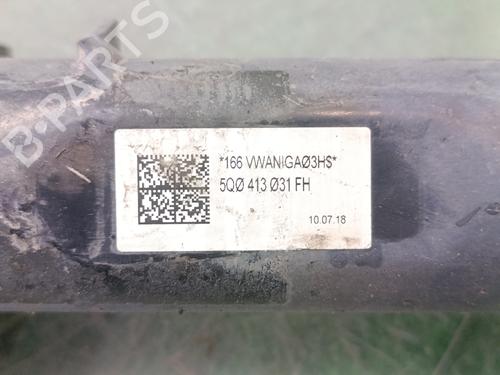 B-PARTS
*166 VWANIGAØ3HS*
5QØ 413 Ø31 FH
10.07.18